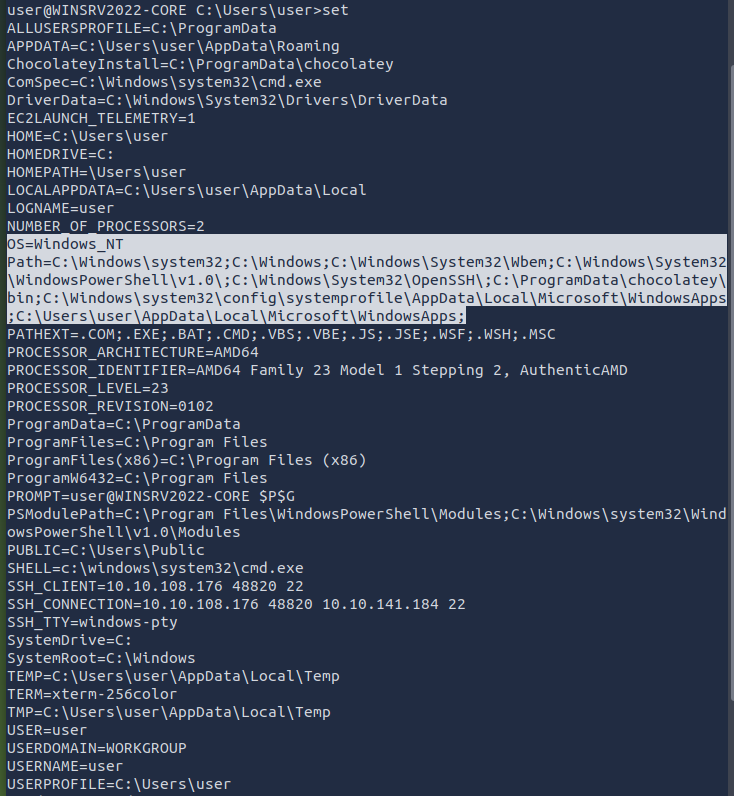 user@WINSRV2022-CORE C:\Users\user>set
ALLUSERSPROFILE=C:\ProgramData
APPDATA=C:\Users\user\AppData\Roaming
ChocolateyInstall=C:\ProgramData\chocolatey
ComSpec=C:\Windows\system32\cmd.exe
DriverData=C:\Windows\System32\Drivers\DriverData
EC2LAUNCH_TELEMETRY=1
HOME=C:\Users\user
HOMEDRIVE=C:
HOMEPATH=\Users\user
LOCALAPPDATA=C:\Users\user\AppData\Local
LOGNAME=user
NUMBER_OF_PROCESSORS=2
OS=Windows_NT
Path=C:\Windows\system32;C:\Windows;C:\Windows\System32\Wbem;C:\Windows\System32
\WindowsPowerShell\v1.0\;C:\Windows\System32\OpenSSH\;C:\ProgramData\chocolatey\
bin;C:\Windows\system32\config\systemprofile\AppData\Local\Microsoft\WindowsApps
;C:\Users\user\AppData\Local\Microsoft\WindowsApps;
PATHEXT=.COM;.EXE;.BAT;.CMD;.VBS;.VBE;.JS;.JSE;.WSF;.WSH;.MSC
PROCESSOR_ARCHITECTURE=AMD64
PROCESSOR_IDENTIFIER=AMD64 Family 23 Model 1 Stepping 2, AuthenticAMD
PROCESSOR_LEVEL=23
PROCESSOR_REVISION=0102
ProgramData=C:\ProgramData
ProgramFiles=C:\Program Files
ProgramFiles(x86)=C:\Program Files (x86)
ProgramW6432=C:\Program Files
PROMPT=user@WINSRV2022-CORE $P$G
PSModulePath=C:\Program Files\WindowsPowerShell\Modules;C:\Windows\system32\Wind
owsPowerShell\v1.0\Modules
PUBLIC=C:\Users\Public
SHELL=c:\windows\system32\cmd.exe
SSH_CLIENT=10.10.108.176 48820 22
SSH_CONNECTION=10.10.108.176 48820 10.10.141.184 22
SSH_TTY=windows-pty
SystemDrive=C:
SystemRoot=C:\Windows
TEMP=C:\Users\user\AppData\Local\Temp
TERM=xterm-256color
TMP=C:\Users\user\AppData\Local\Temp
USER=user
USERDOMAIN=WORKGROUP
USERNAME=user
USERPROFILE=C:\Users\user